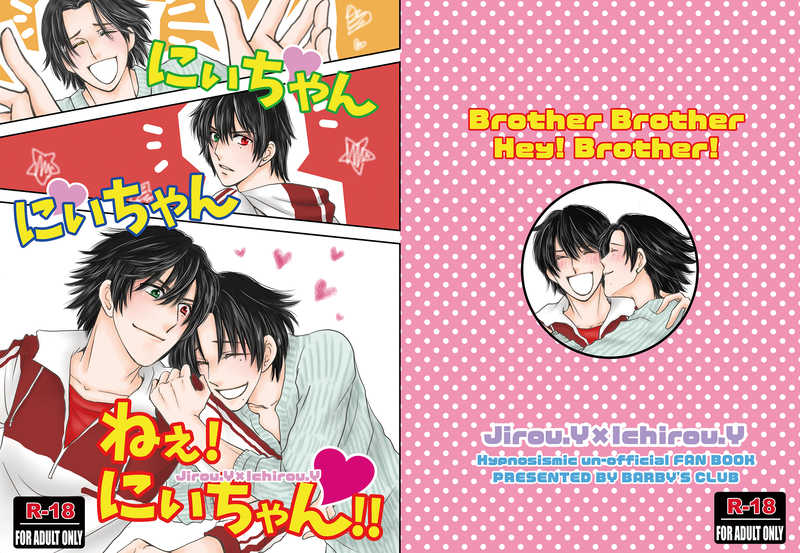 にぃちゃん
にぃちゃん
ねぇ!
Jirou.Y×Ichirou.Y
にぃちゃん!!
R-18
FOR ADULT ONLY
Brother Brother
Hey! Brother!
Jirou.Y×Ichirou.Y
Hypnosismic un-official FAN BOOK
PRESENTED BY BARBY'S CLUB
R-18
FOR ADULT ONLY